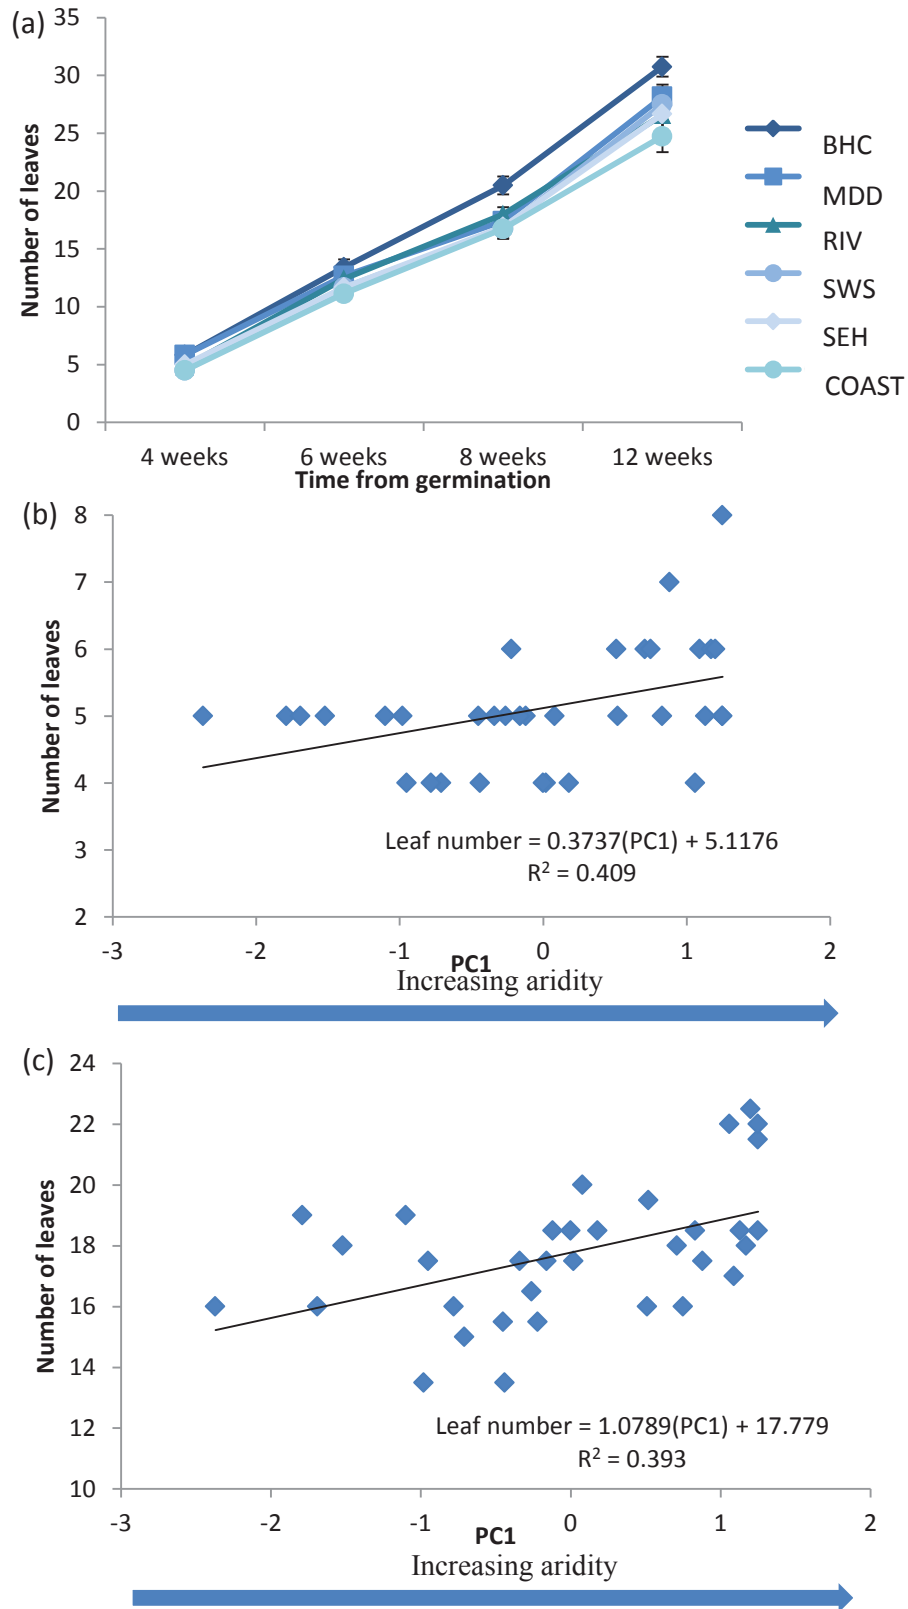 (a)
35
30
25
20
15
10
5
0
Number of leaves
4 weeks 6 weeks 8 weeks 12 weeks
Time from germination
BHC
MDD
RIV
SWS
SEH
COAST
(b)
8
7
6
5
4
3
2
Number of leaves
Leaf number = 0.3737(PC1) + 5.1176
R² = 0.409
-3 -2 -1 0 1 2
PC1
Increasing aridity
(c)
24
22
20
18
16
14
12
10
Number of leaves
Leaf number = 1.0789(PC1) + 17.779
R² = 0.393
-3 -2 -1 0 1 2
PC1
Increasing aridity